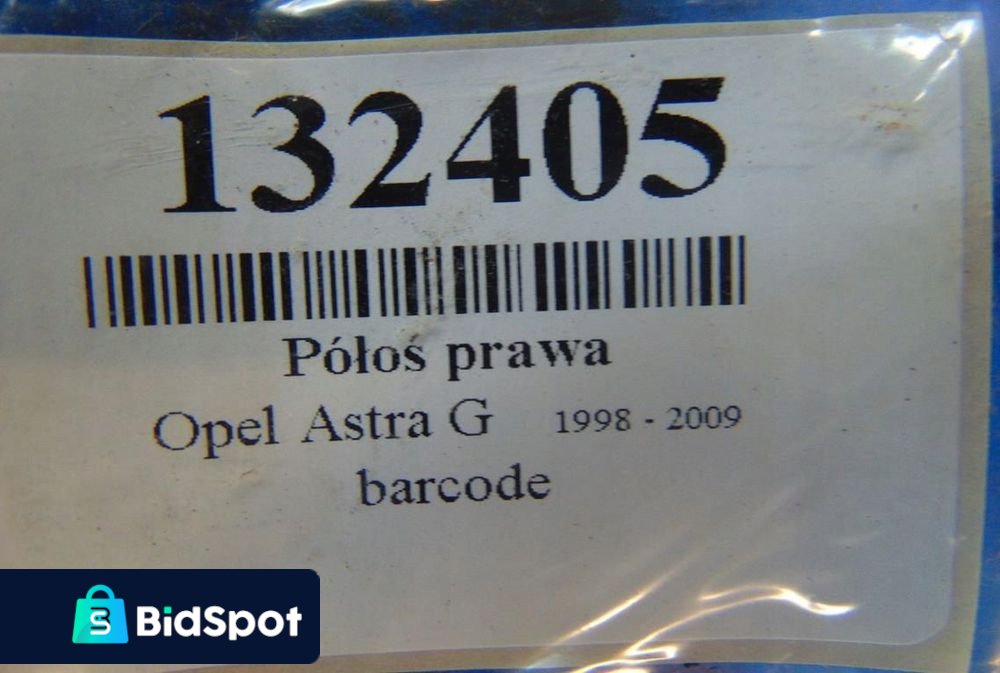 132405
Półoś prawa
Opel Astra G 1998 - 2009
barcode
BidSpot